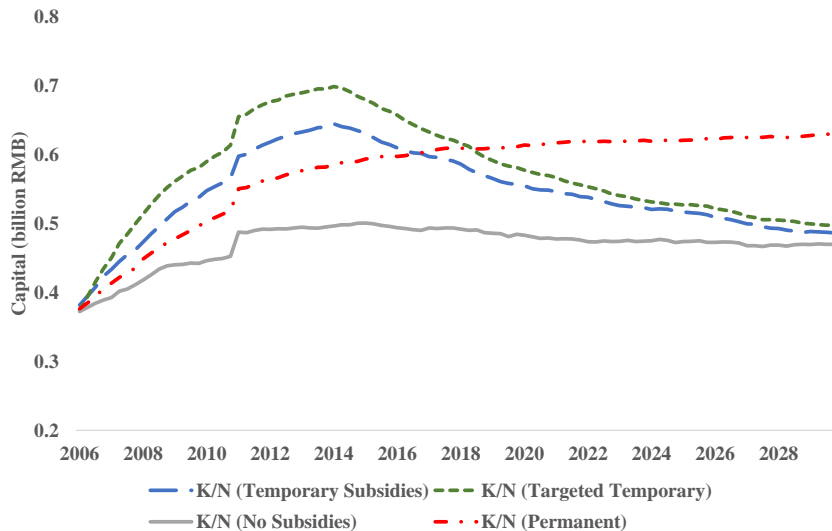 0.8
0.7
0.6
0.5
0.4
0.3
0.2
Capital (billion RMB)
2006 2008 2010 2012 2014 2016 2018 2020 2022 2024 2026 2028
K/N (Temporary Subsidies) K/N (Targeted Temporary)
K/N (No Subsidies) K/N (Permanent)